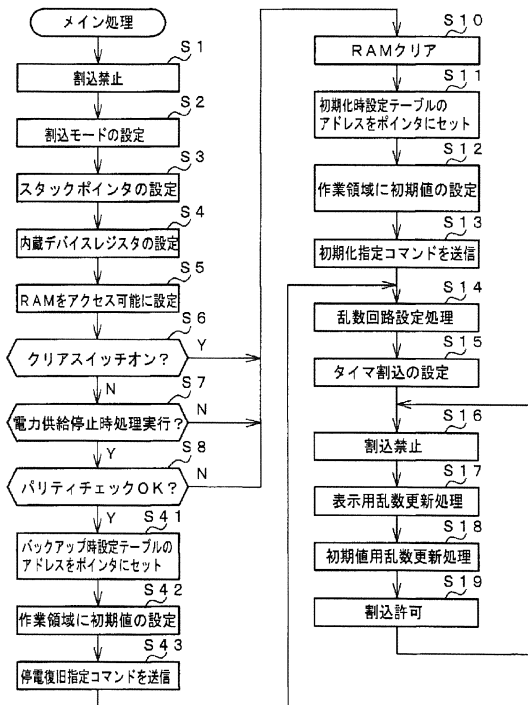 メイン処理
S1
割込禁止
S2
割込モードの設定
S3
スタックポインタの設定
S4
内蔵デバイスレジスタの設定
S5
RAMをアクセス可能に設定
S6
クリアスイッチオン?
Y
N
S7
電力供給停止時処理実行?
N
Y
S8
パリティチェックOK?
N
Y
S41
バックアップ時設定テーブルの
アドレスをポインタにセット
S42
作業領域に初期値の設定
S43
停電復旧指定コマンドを送信
S10
RAMクリア
S11
初期化時設定テーブルの
アドレスをポインタにセット
S12
作業領域に初期値の設定
S13
初期化指定コマンドを送信
S14
乱数回路設定処理
S15
タイマ割込の設定
S16
割込禁止
S17
表示用乱数更新処理
S18
初期値用乱数更新処理
S19
割込許可